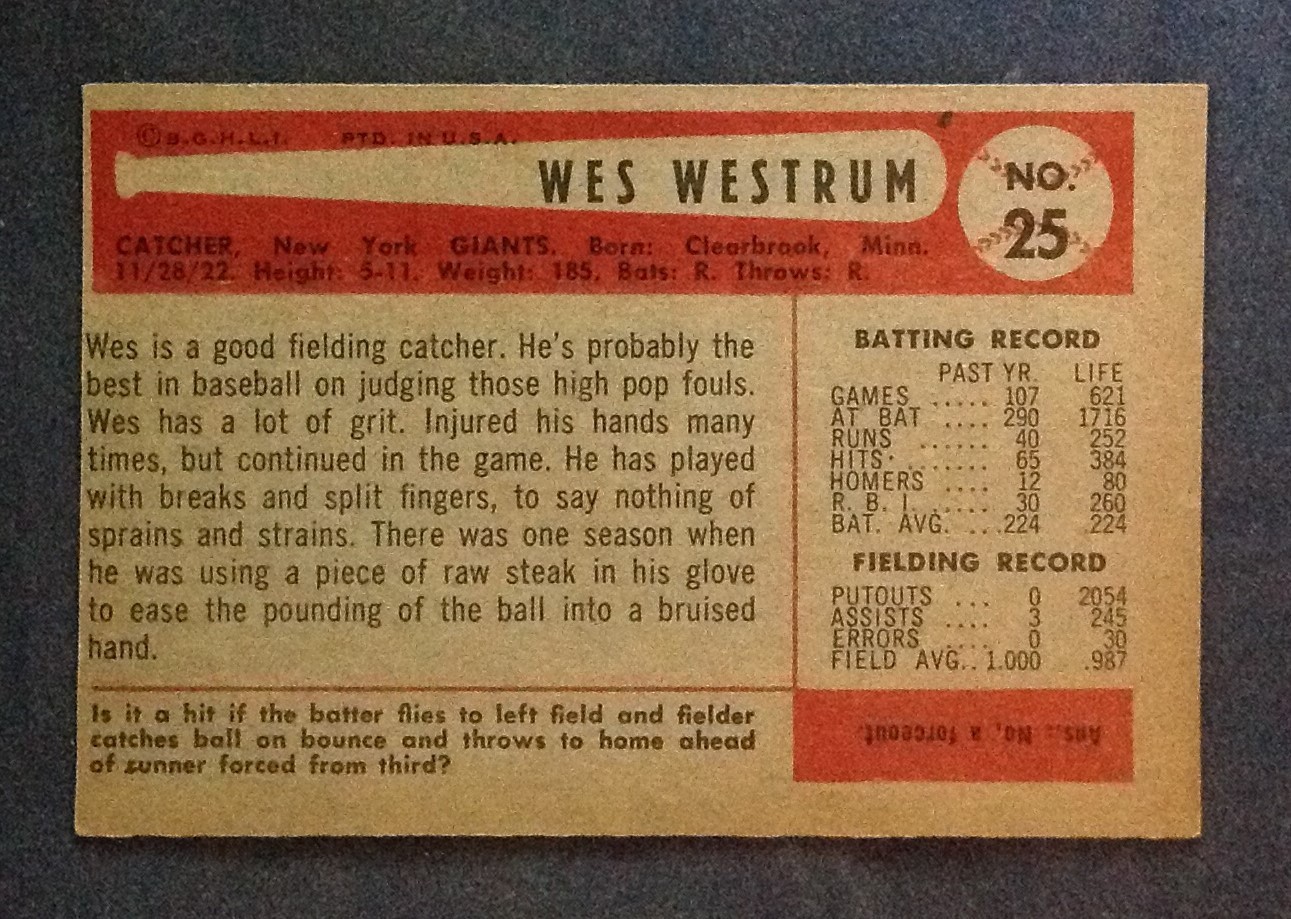 ©B.G.H.L.I. PTD. IN U.S.A.
WES WESTRUM
NO.
25
CATCHER, New York GIANTS. Born: Clearbrook, Minn.
11/28/22. Height: 5-11. Weight: 185. Bats: R. Throws: R.
Wes is a good fielding catcher. He's probably the
best in baseball on judging those high pop fouls.
Wes has a lot of grit. Injured his hands many
times, but continued in the game. He has played
with breaks and split fingers, to say nothing of
sprains and strains. There was one season when
he was using a piece of raw steak in his glove
to ease the pounding of the ball into a bruised
hand.
Is it a hit if the batter flies to left field and fielder
catches ball on bounce and throws to home ahead
of runner forced from third?
BATTING RECORD
PAST YR. LIFE
GAMES ..... 107 621
AT BAT .... 290 1716
RUNS ...... 40 252
HITS ....... 65 384
HOMERS .... 12 80
R. B. I. ..... 30 260
BAT. AVG. ...224 .224
FIELDING RECORD
PUTOUTS ... 0 2054
ASSISTS .... 3 245
ERRORS ..... 0 30
FIELD AVG.. 1.000 .987
Ans.: No, a forceout.